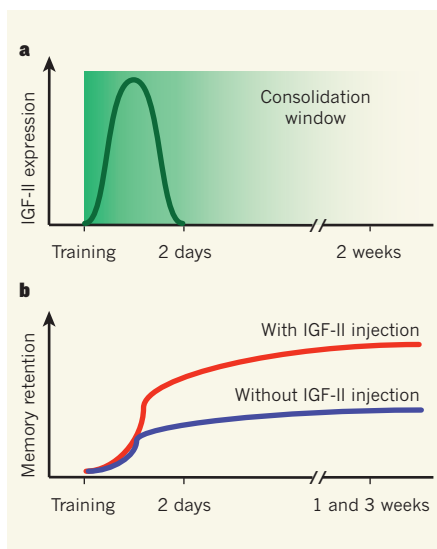 a
IGF-II expression
Consolidation
window
Training
2 days
2 weeks
b
Memory retention
With IGF-II injection
Without IGF-II injection
Training
2 days
1 and 3 weeks